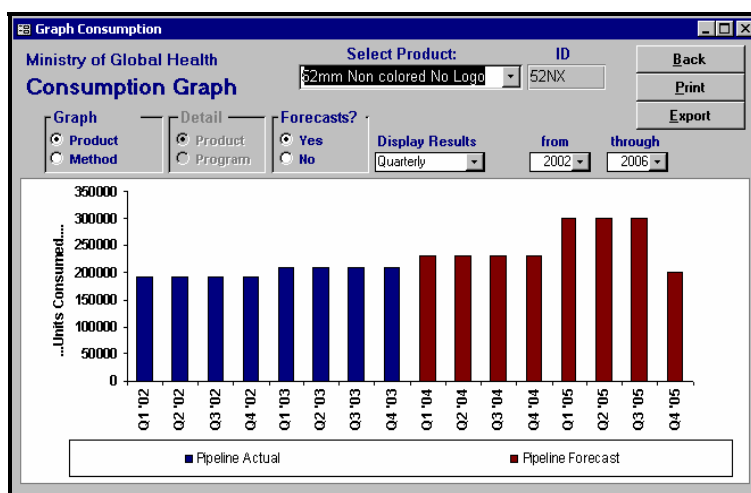 Graph Consumption
Ministry of Global Health
Consumption Graph
Select Product:
52mm Non colored No Logo
ID
52NX
Back
Print
Export
Graph
Product
Method
Detail
Product
Program
Forecasts?
Yes
No
Display Results
Quarterly
from
2002
through
2006
...Units Consumed....
350000
300000
250000
200000
150000
100000
50000
0
Q1 '02
Q2 '02
Q3 '02
Q4 '02
Q1 '03
Q2 '03
Q3 '03
Q4 '03
Q1 '04
Q2 '04
Q3 '04
Q4 '04
Q1 '05
Q2 '05
Q3 '05
Q4 '05
Pipeline Actual
Pipeline Forecast